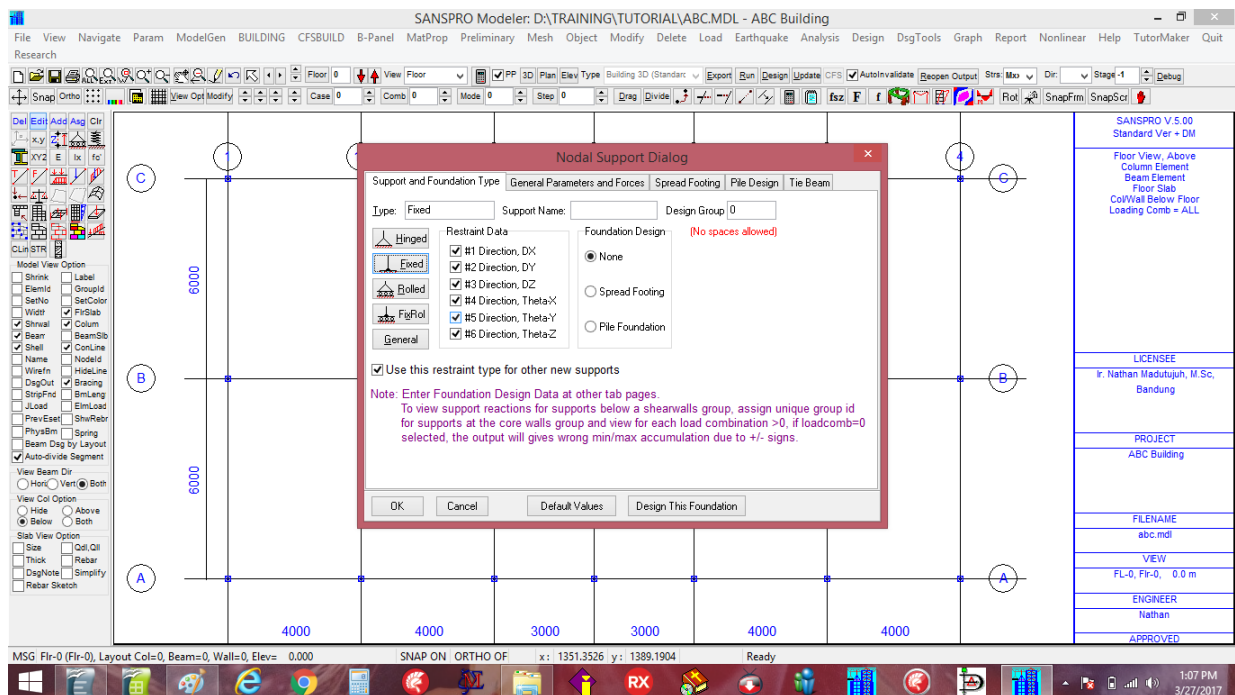 SANSPRO Modeler: D:\TRAINING\TUTORIAL\ABC.MDL - ABC Building
File View Navigate Param ModelGen BUILDING CFSBUILD B-Panel MatProp Preliminary Mesh Object Modify Delete Load Earthquake Analysis Design DsgTools Graph Report Nonlinear Help TutorMaker Quit
Research
Floor 0 View Floor PP 3D Plan Elev Type Building 3D (Standarc Export Run Design Update CFS AutoInvalidate Reopen Output Strs: Mxx Dir: Stage -1 Debug
Snap Ortho View Opt Modify Case 0 Comb 0 Mode 0 Step 0 Drag Divide fsz F f Rot SnapFrm SnapScr
Del Edit Add Asg Clr
x,y
XYZ E Ix fc'
CLin STR
Model View Option
Shrink Label
ElemId GroupId
SetNo SetColor
Width FlrSlab
Shrwal Colum
Beam BeamSlb
Shell ConLine
Name NodeId
Wirefn HideLine
DsgOut Bracing
StripFnd BmLeng
JLoad ElmLoad
PrevEset ShwRebr
PhysBm Spring
Beam Dsg by Layout
Auto-divide Segment
View Beam Dir
Horiz Vert Both
View Col Option
Hide Above
Below Both
Slab View Option
Size Qdl,Qll
Thick Rebar
DsgNote Simplify
Rebar Sketch
1
4
C
C
6000
B
B
6000
A
A
4000 4000 3000 3000 4000 4000
Nodal Support Dialog
Support and Foundation Type General Parameters and Forces Spread Footing Pile Design Tie Beam
Type: Fixed Support Name: Design Group 0
(No spaces allowed)
Hinged
Fixed
Rolled
FixRol
General
Restraint Data
#1 Direction, DX
#2 Direction, DY
#3 Direction, DZ
#4 Direction, Theta-X
#5 Direction, Theta-Y
#6 Direction, Theta-Z
Foundation Design
None
Spread Footing
Pile Foundation
Use this restraint type for other new supports
Note: Enter Foundation Design Data at other tab pages.
To view support reactions for supports below a shearwalls group, assign unique group id
for supports at the core walls group and view for each load combination >0, if loadcomb=0
selected, the output will gives wrong min/max accumulation due to +/- signs.
OK Cancel Default Values Design This Foundation
SANSPRO V.5.00
Standard Ver + DM
Floor View, Above
Column Element
Beam Element
Floor Slab
Col/Wall Below Floor
Loading Comb = ALL
LICENSEE
Ir. Nathan Madutujuh, M.Sc,
Bandung
PROJECT
ABC Building
FILENAME
abc.mdl
VIEW
FL-0, Flr-0, 0.0 m
ENGINEER
Nathan
APPROVED
MSG Flr-0 (Flr-0), Layout Col=0, Beam=0, Wall=0, Elev= 0.000 SNAP ON ORTHO OF x: 1351.3526 y: 1389.1904 Ready
RX
1:07 PM
3/27/2017